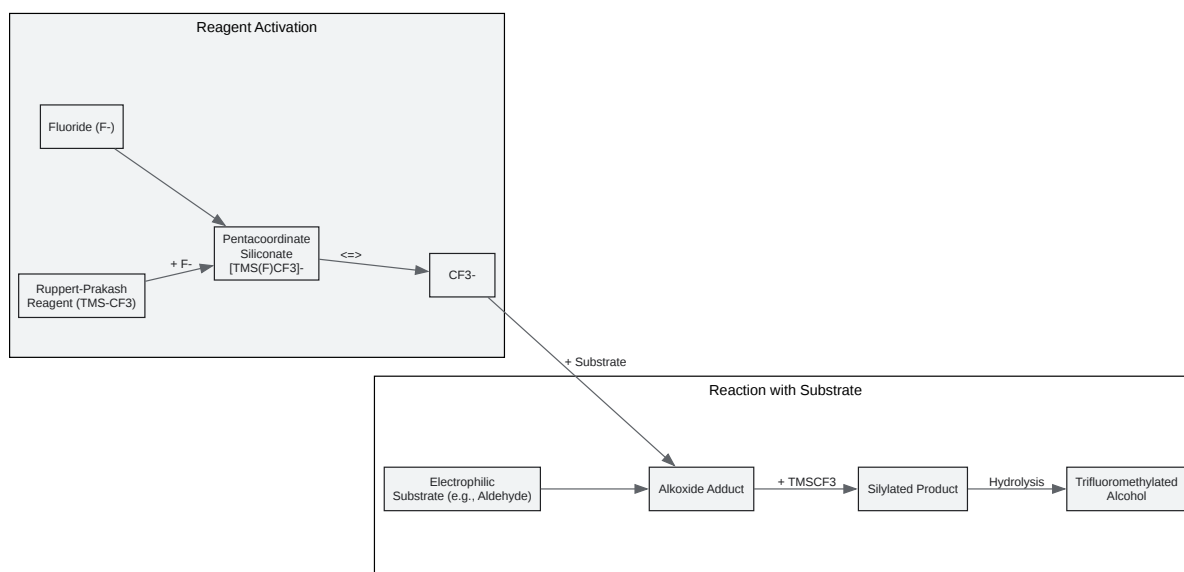 Reagent Activation
Fluoride (F-)
Pentacoordinate
Siliconate
[TMS(F)CF3]-
+ F-
<=>
CF3-
Ruppert-Prakash
Reagent (TMS-CF3)
+ Substrate
Reaction with Substrate
Electrophilic
Substrate (e.g., Aldehyde)
Alkoxide Adduct
+ TMSCF3
Silylated Product
Hydrolysis
Trifluoromethylated
Alcohol